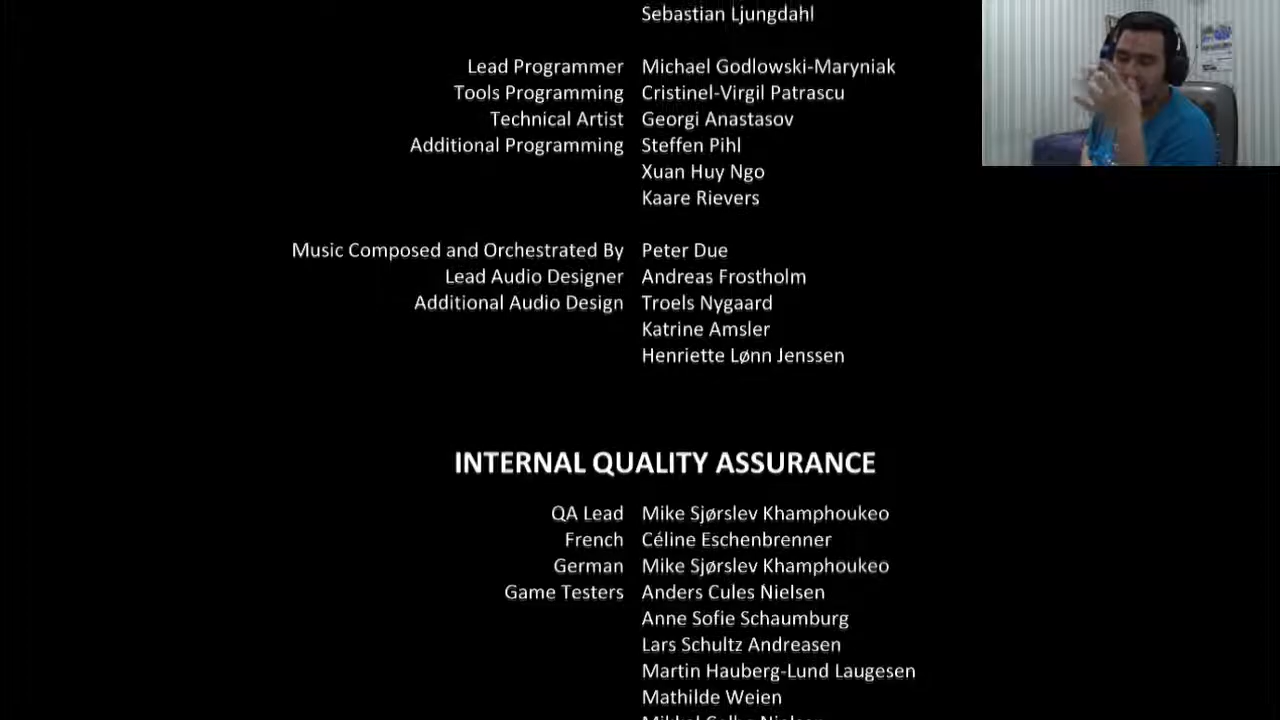 Sebastian Ljungdahl
Lead Programmer Michael Godlowski-Maryniak
Tools Programming Cristinel-Virgil Patrascu
Technical Artist Georgi Anastasov
Additional Programming Steffen Pihl
Xuan Huy Ngo
Kaare Rievers
Music Composed and Orchestrated By Peter Due
Lead Audio Designer Andreas Frostholm
Additional Audio Design Troels Nygaard
Katrine Amsler
Henriette Lønn Jenssen
INTERNAL QUALITY ASSURANCE
QA Lead Mike Sjørslev Khamphoukeo
French Céline Eschenbrenner
German Mike Sjørslev Khamphoukeo
Game Testers Anders Cules Nielsen
Anne Sofie Schaumburg
Lars Schultz Andreasen
Martin Hauberg-Lund Laugesen
Mathilde Weien